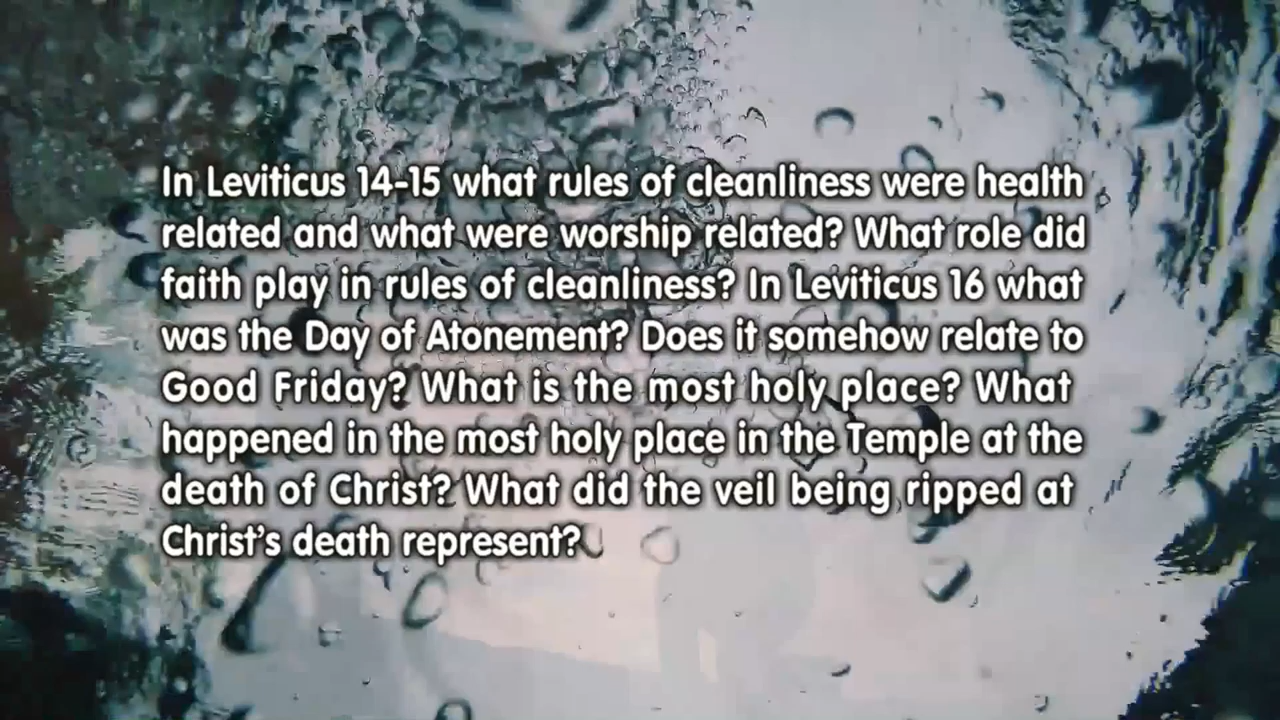 In Leviticus 14-15 what rules of cleanliness were health
related and what were worship related? What role did
faith play in rules of cleanliness? In Leviticus 16 what
was the Day of Atonement? Does it somehow relate to
Good Friday? What is the most holy place? What
happened in the most holy place in the Temple at the
death of Christ? What did the veil being ripped at
Christ's death represent?